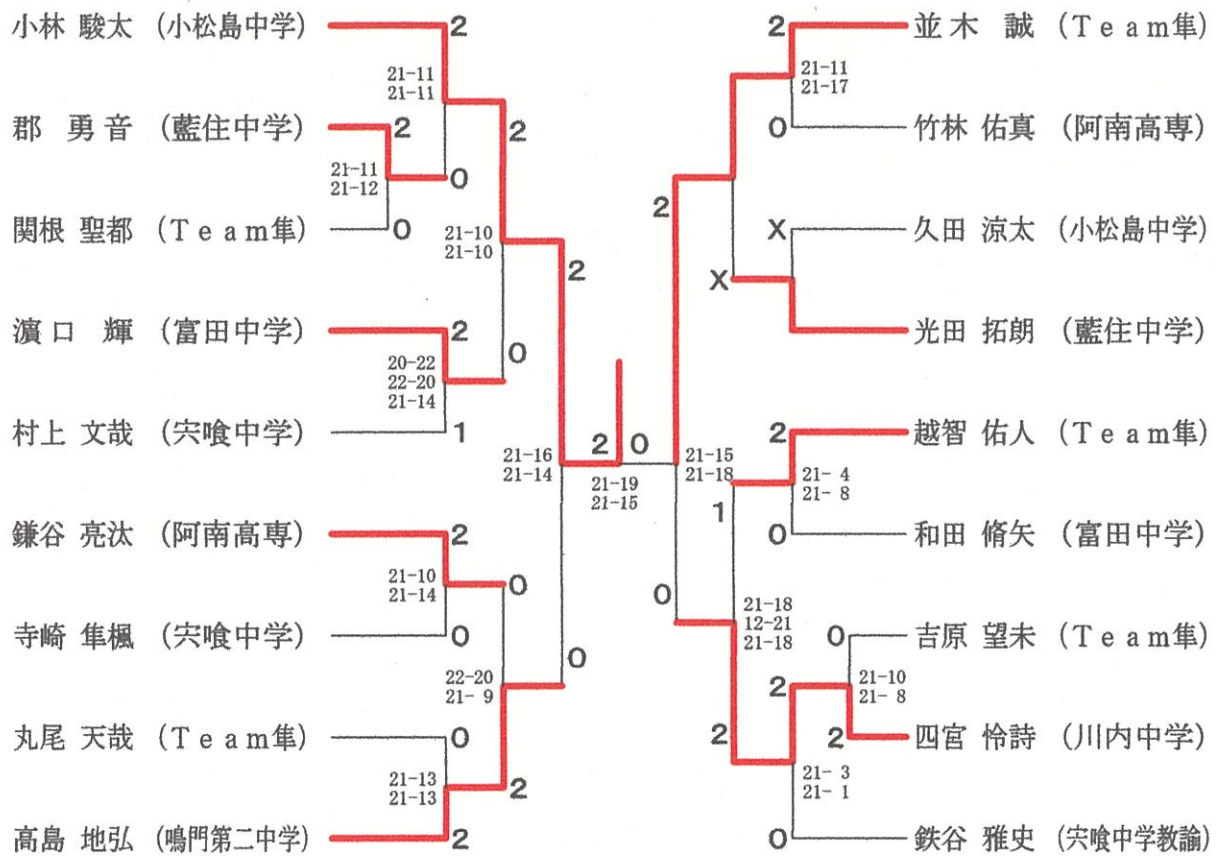 小林 駿太 (小松島中学)
2
21-11
21-11
2
郡 勇音 (藍住中学)
2
21-11
21-12
0
関根 聖都 (Team隼)
0
21-10
21-10
2
濵口 輝 (富田中学)
2
0
20-22
22-20
21-14
村上 文哉 (宍喰中学)
1
21-16
21-14
鎌谷 亮汰 (阿南高専)
2
21-10
21-14
0
寺崎 隼楓 (宍喰中学)
0
22-20
21- 9
0
丸尾 天哉 (Team隼)
0
21-13
21-13
2
高島 地弘 (鳴門第二中学)
2
2 0
21-19
21-15
2 並木 誠 (Team隼)
21-11
21-17
0 竹林 佑真 (阿南高専)
2
X 久田 涼太 (小松島中学)
X
光田 拓朗 (藍住中学)
2 越智 佑人 (Team隼)
21-15
21-18
21- 4
21- 8
1
0 和田 脩矢 (富田中学)
0
21-18
12-21
21-18
0 吉原 望未 (Team隼)
21-10
21- 8
2
2 四宮 怜詩 (川内中学)
2
21- 3
21- 1
0 鉄谷 雅史 (宍喰中学教諭)